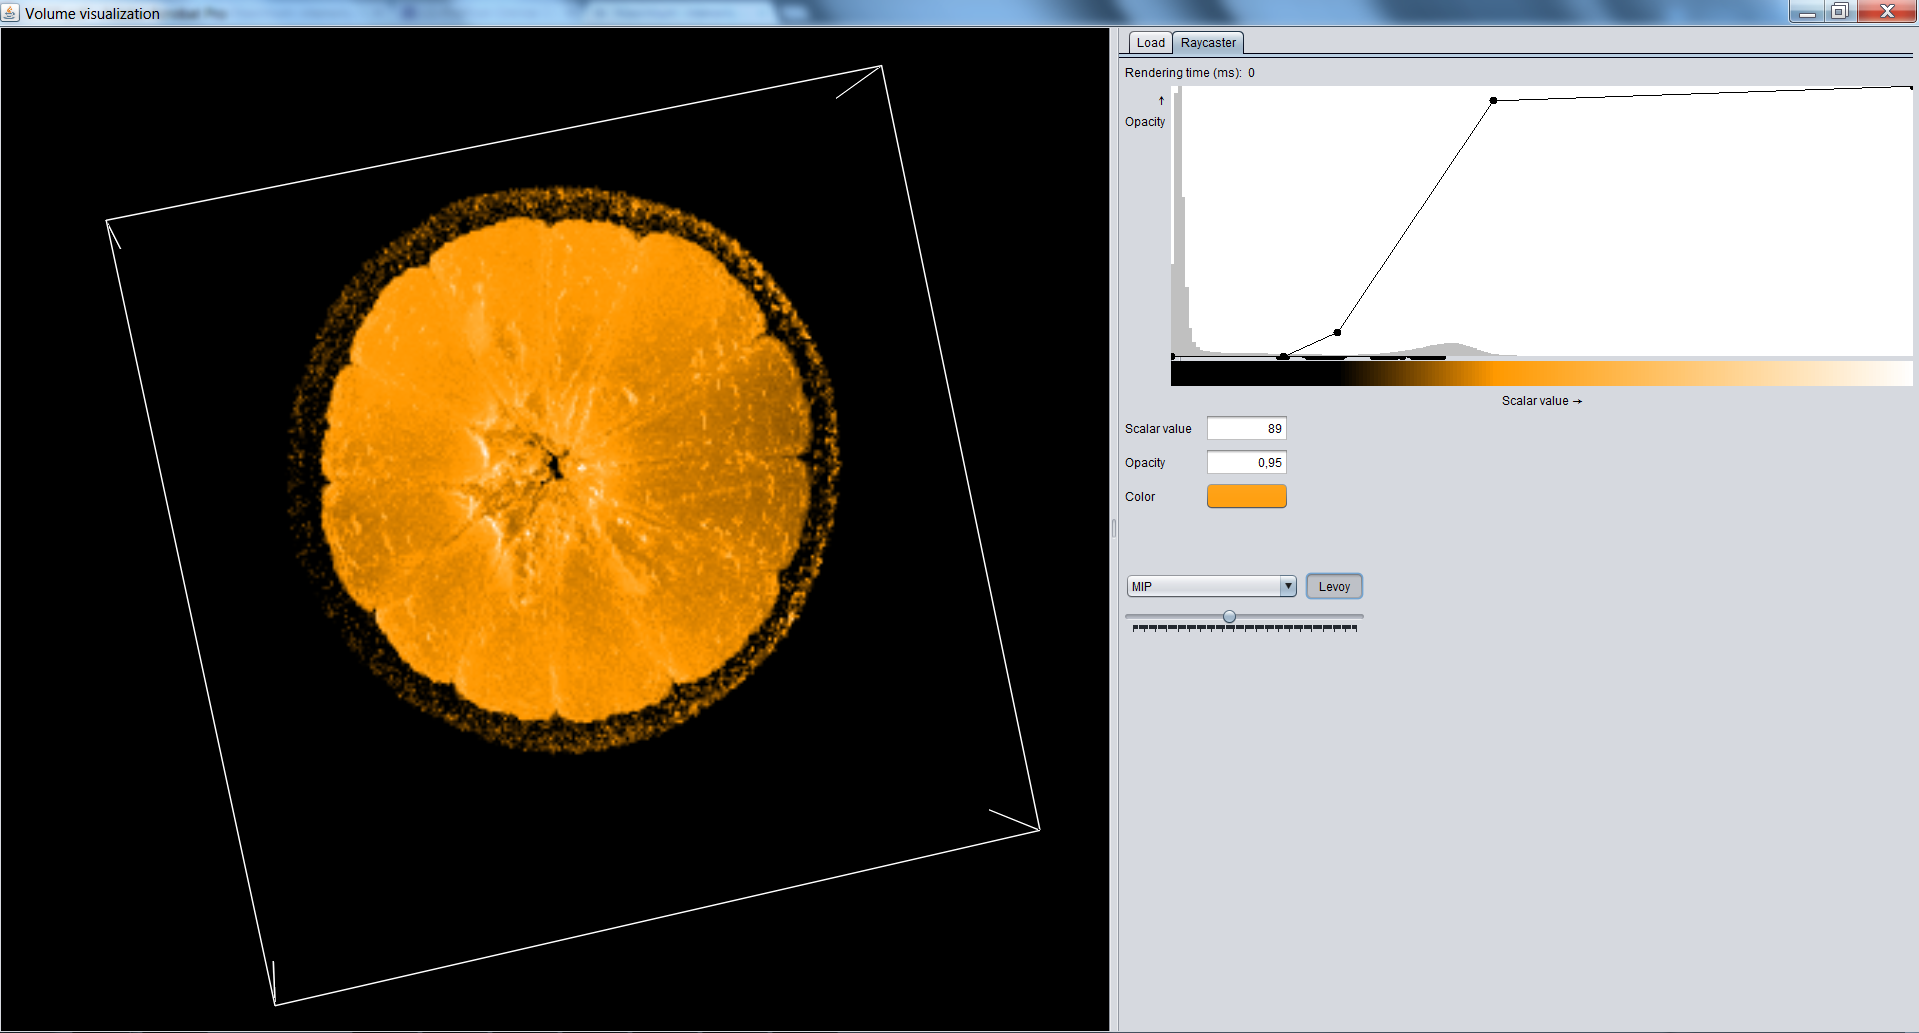 Volume visualization
Load Raycaster
Rendering time (ms): 0
↑
Opacity
Scalar value →
Scalar value 89
Opacity 0,95
Color
MIP Levoy